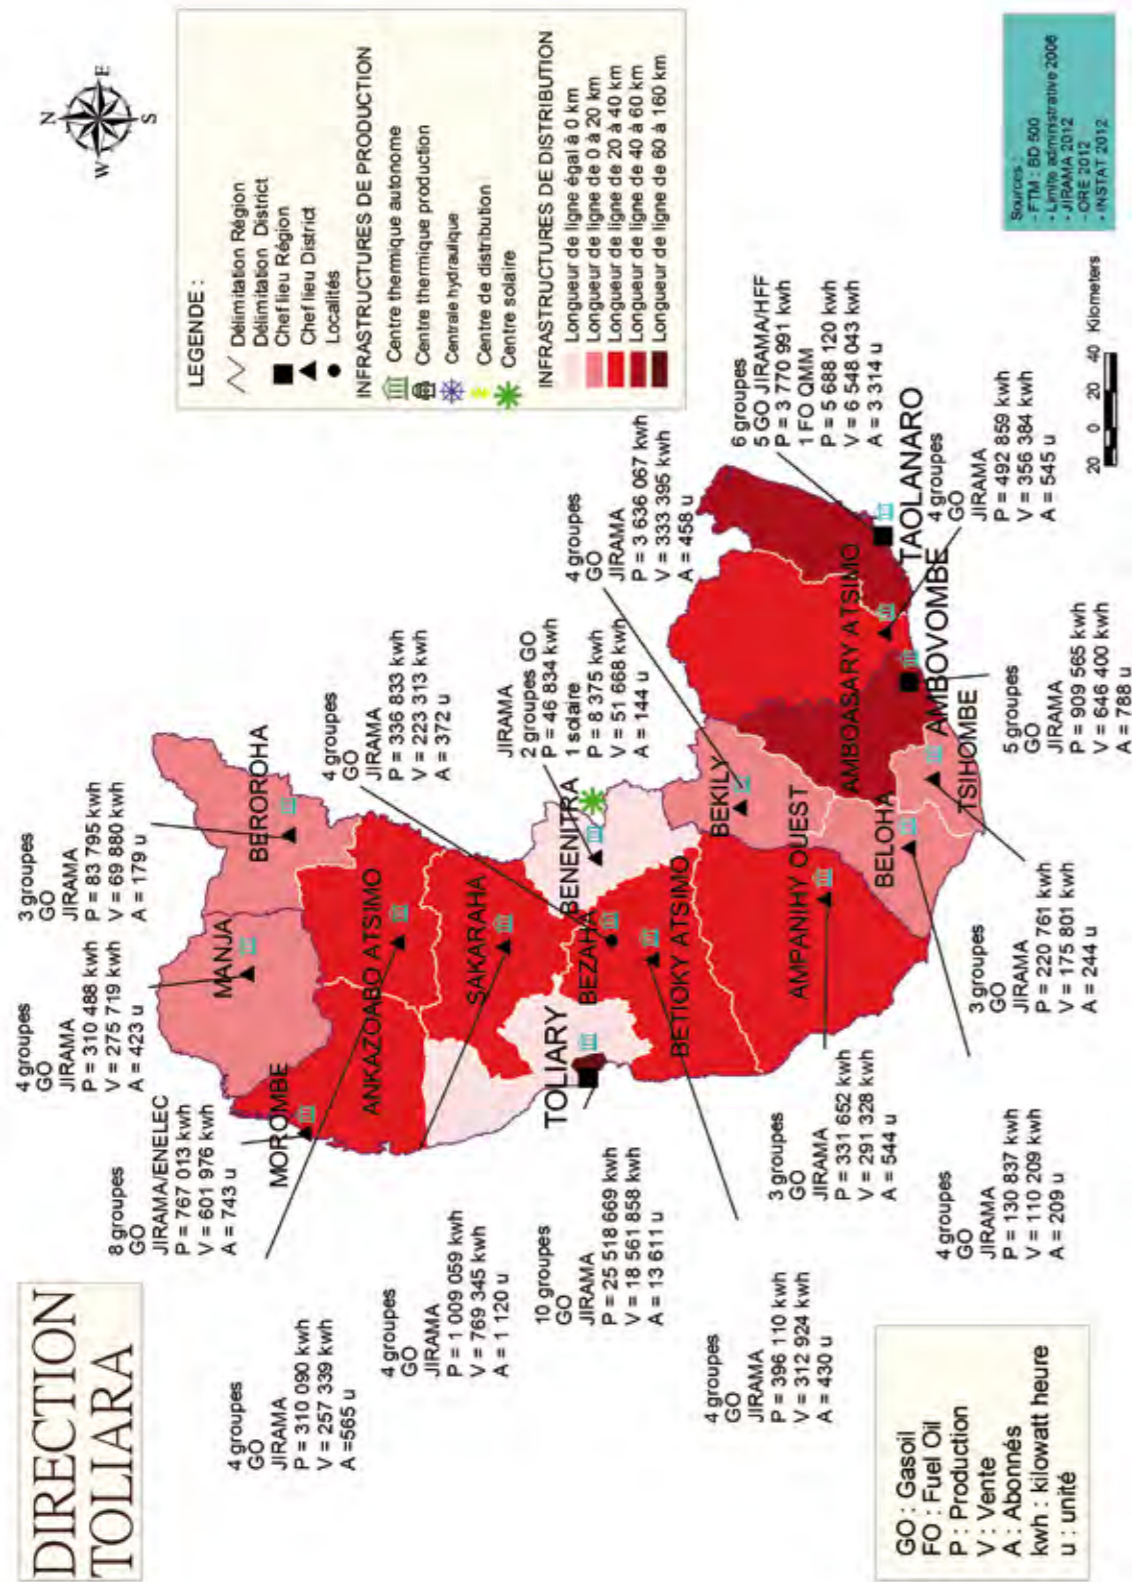 DIRECTION
TOLIARA
N
W
E
S
LEGENDE :
Délimitation Région
Délimitation District
Chef lieu Région
Chef lieu District
Localités
INFRASTRUCTURES DE PRODUCTION
Centre thermique autonome
Centre thermique production
Centrale hydraulique
Centre de distribution
Centre solaire
INFRASTRUCTURES DE DISTRIBUTION
Longueur de ligne égal à 0 km
Longueur de ligne de 0 à 20 km
Longueur de ligne de 20 à 40 km
Longueur de ligne de 40 à 60 km
Longueur de ligne de 60 à 160 km
Sources :
- FTM : BD 500
- Limite administrative 2006
- JIRAMA 2012
- ORE 2012
- INSTAT 2012
20 0 20 40 Kilometers
4 groupes
GO
JIRAMA
P = 310 488 kwh
V = 275 719 kwh
A = 423 u
3 groupes
GO
JIRAMA
P = 83 795 kwh
V = 69 880 kwh
A = 179 u
8 groupes
GO
JIRAMA/ENELEC
P = 767 013 kwh
V = 601 976 kwh
A = 743 u
4 groupes
GO
JIRAMA
P = 310 090 kwh
V = 257 339 kwh
A =565 u
4 groupes
GO
JIRAMA
P = 1 009 059 kwh
V = 769 345 kwh
A = 1 120 u
4 groupes
GO
JIRAMA
P = 336 833 kwh
V = 223 313 kwh
A = 372 u
JIRAMA
2 groupes GO
P = 46 834 kwh
1 solaire
P = 8 375 kwh
V = 51 668 kwh
A = 144 u
4 groupes
GO
JIRAMA
P = 3 636 067 kwh
V = 333 395 kwh
A = 458 u
6 groupes
5 GO JIRAMA/HFF
P = 3 770 991 kwh
1 FO QMM
P = 5 688 120 kwh
V = 6 548 043 kwh
A = 3 314 u
10 groupes
GO
JIRAMA
P = 25 518 669 kwh
V = 18 561 858 kwh
A = 13 611 u
4 groupes
GO
JIRAMA
P = 396 110 kwh
V = 312 924 kwh
A = 430 u
3 groupes
GO
JIRAMA
P = 331 652 kwh
V = 291 328 kwh
A = 544 u
4 groupes
GO
JIRAMA
P = 130 837 kwh
V = 110 209 kwh
A = 209 u
3 groupes
GO
JIRAMA
P = 220 761 kwh
V = 175 801 kwh
A = 244 u
5 groupes
GO
JIRAMA
P = 909 565 kwh
V = 646 400 kwh
A = 788 u
4 groupes
GO
JIRAMA
P = 492 859 kwh
V = 356 384 kwh
A = 545 u
MANJA
BEROROHA
MOROMBE
ANKAZOABO ATSIMO
SAKARAHA
TOLIARY
BEZAHA
BENENITRA
BETIOKY ATSIMO
BEKILY
AMPANIHY OUEST
BELOHA
TSIHOMBE
AMBOASARY ATSIMO
AMBOVOMBE
TAOLANARO
GO : Gasoil
FO : Fuel Oil
P : Production
V : Vente
A : Abonnés
kwh : kilowatt heure
u : unité